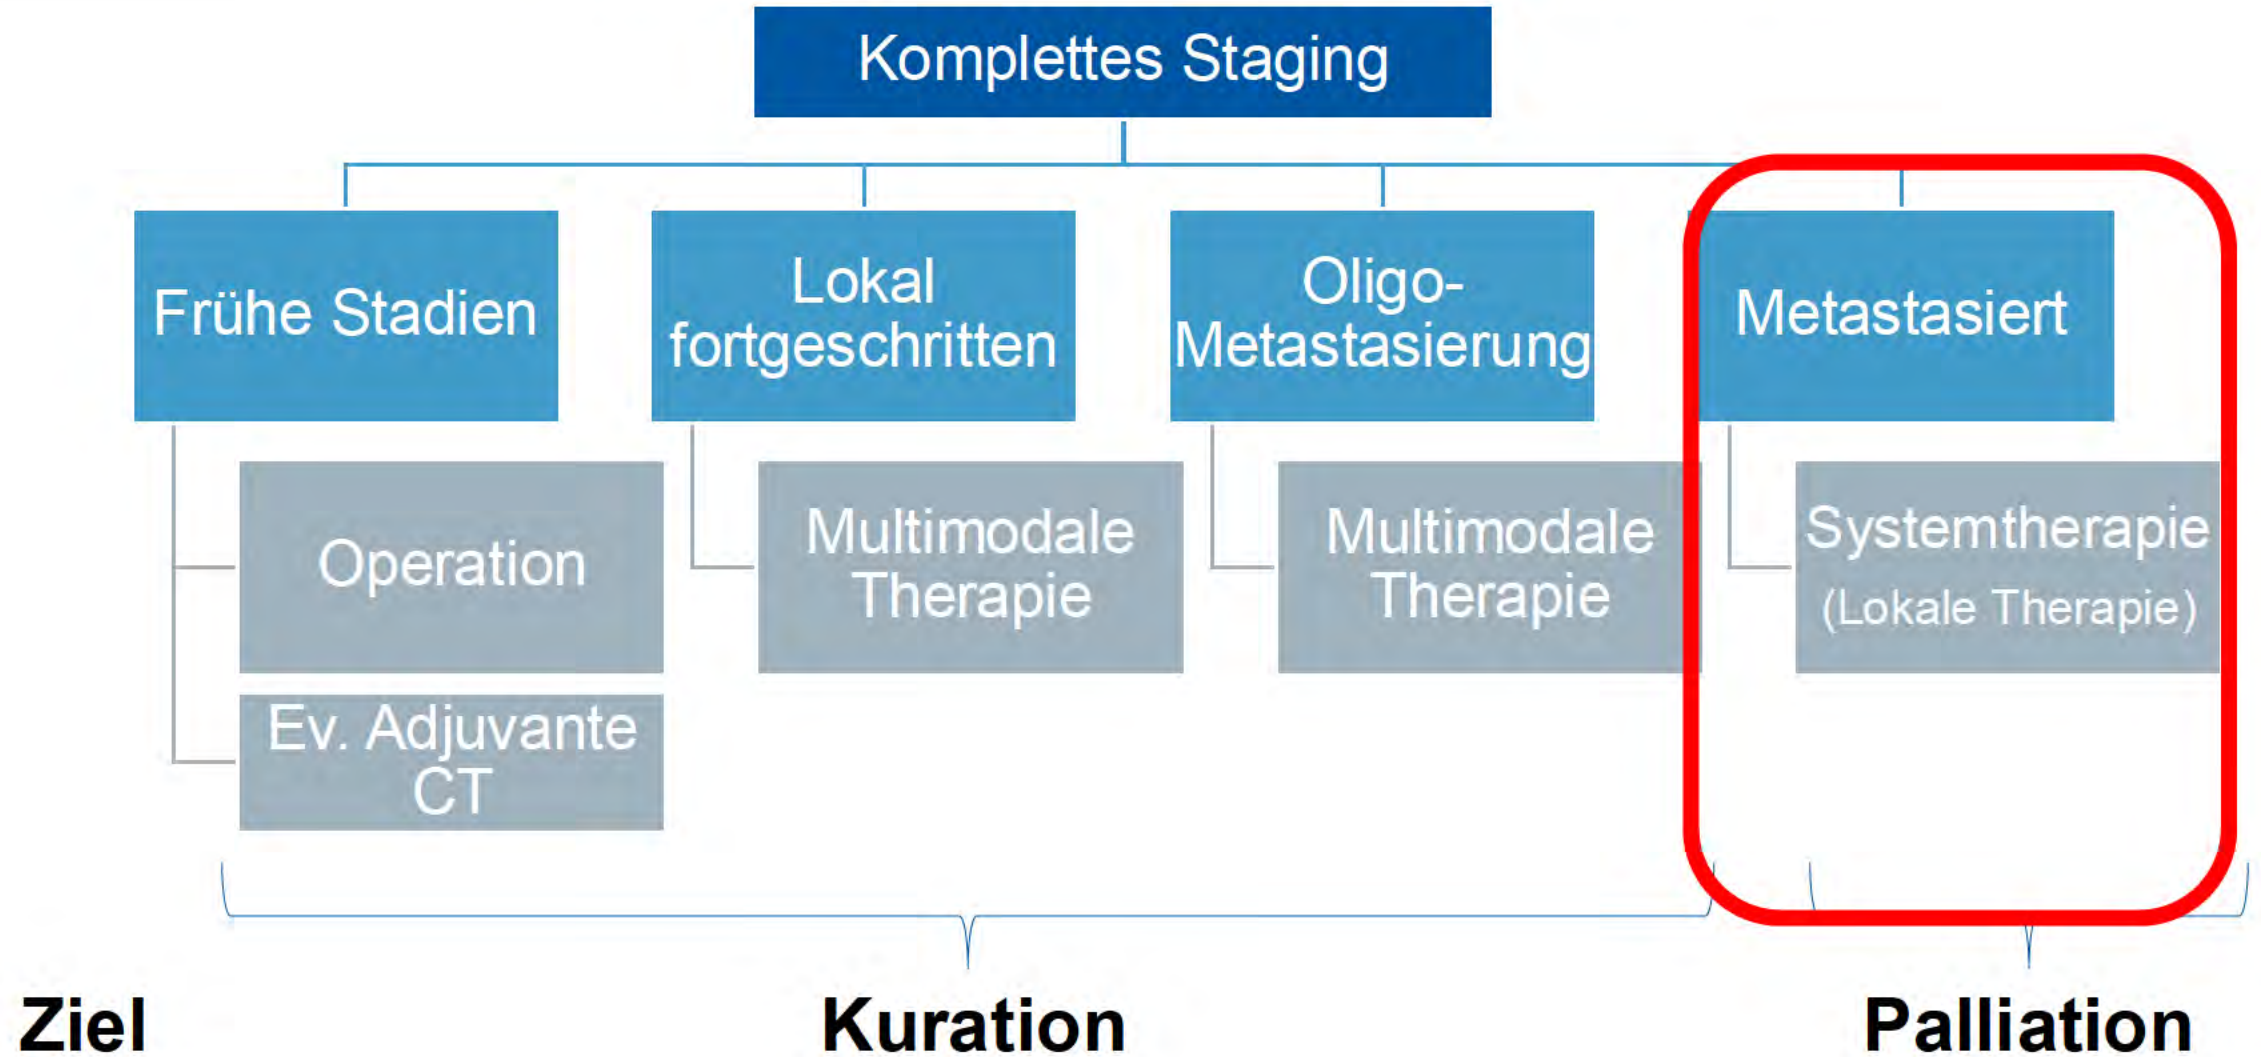 Komplettes Staging
Frühe Stadien
Lokal
fortgeschritten
Oligo-
Metastasierung
Metastasiert
Operation
Multimodale
Therapie
Multimodale
Therapie
Systemtherapie
(Lokale Therapie)
Ev. Adjuvante
CT
Ziel
Kuration
Palliation